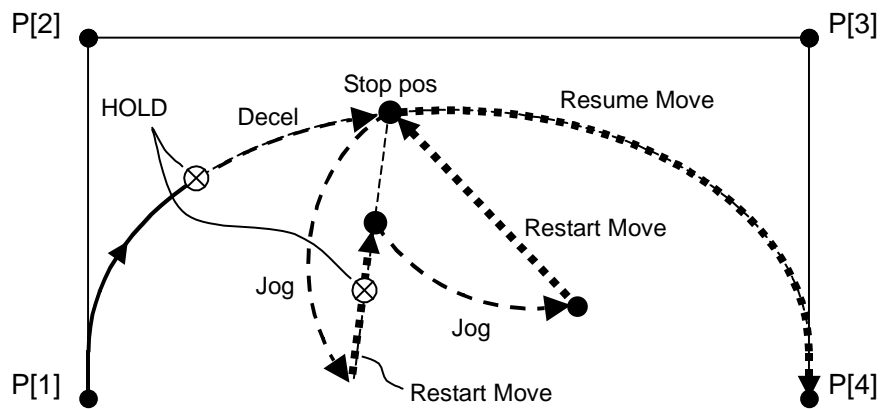 P[2]
P[3]
Stop pos
HOLD
Decel
Resume Move
Restart Move
Jog
Jog
P[1]
Restart Move
P[4]